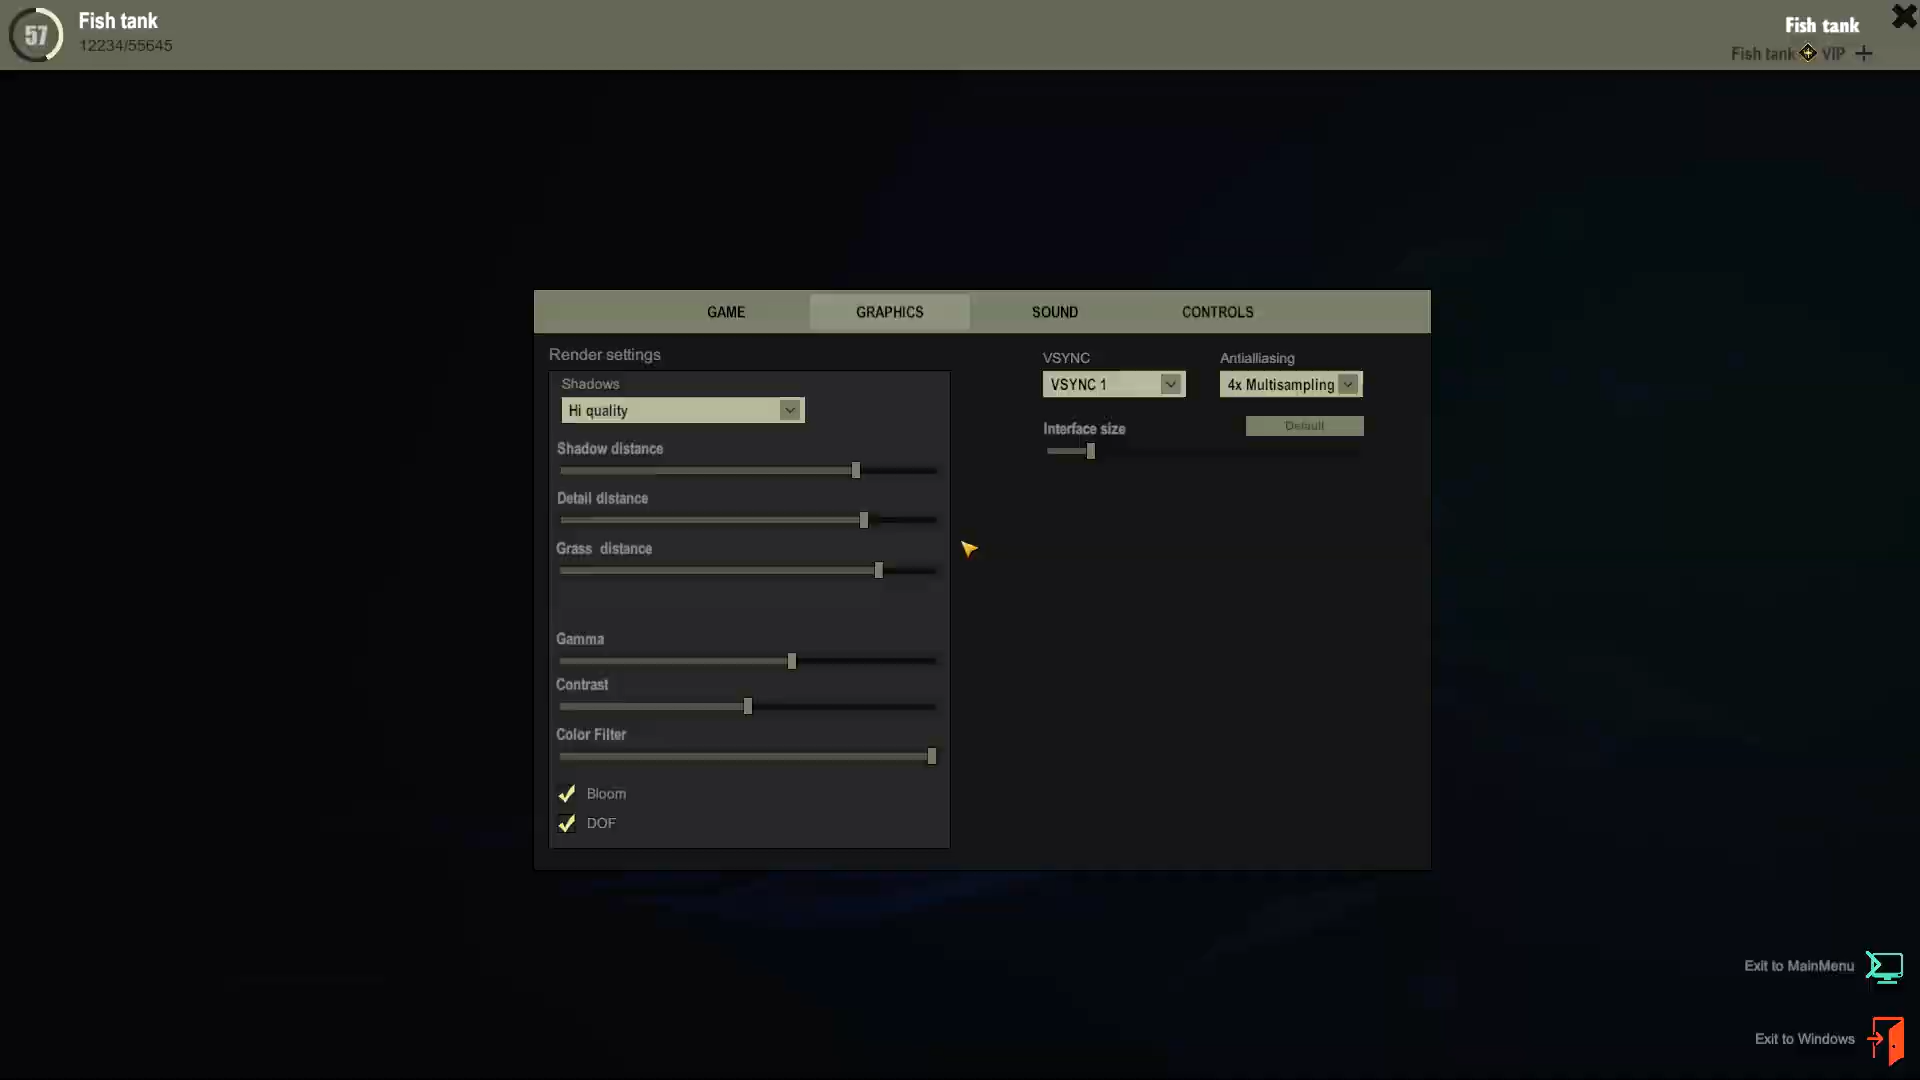 57
Fish tank
12234/55645
Fish tank
Fish tank VIP
GAME GRAPHICS SOUND CONTROLS
Render settings
Shadows
Hi quality
Shadow distance
Detail distance
Grass distance
Gamma
Contrast
Color Filter
Bloom
DOF
VSYNC Antialliasing
VSYNC 1 4x Multisampling
Interface size Default
Exit to MainMenu
Exit to Windows